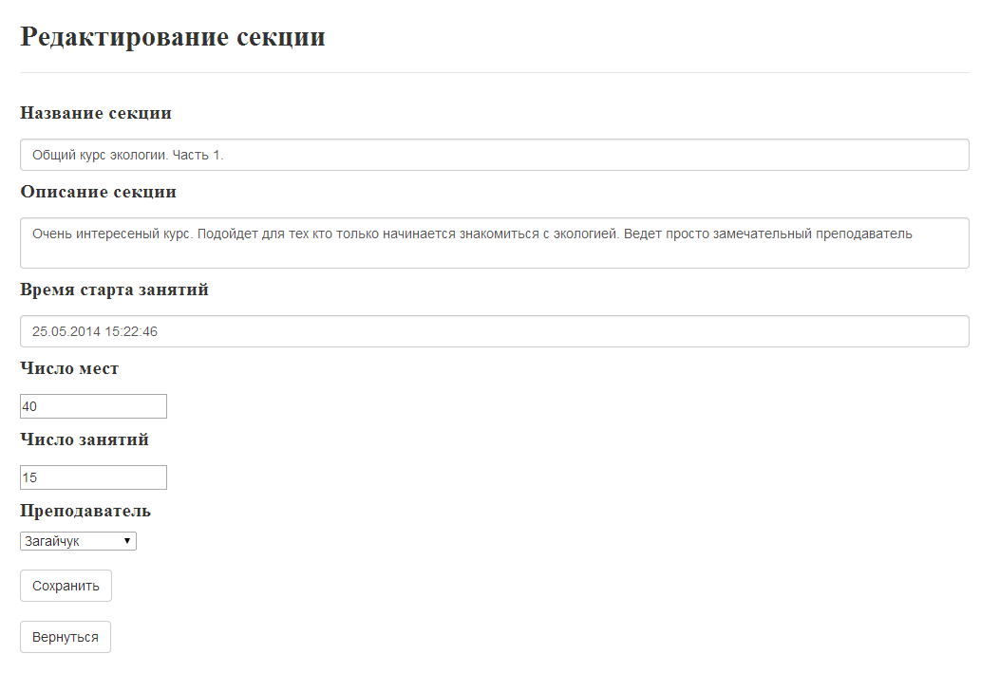 Редактирование секции
Название секции
Общий курс экологии. Часть 1.
Описание секции
Очень интересеный курс. Подойдет для тех кто только начинается знакомиться с экологией. Ведет просто замечательный преподаватель
Время старта занятий
25.05.2014 15:22:46
Число мест
40
Число занятий
15
Преподаватель
Загайчук
Сохранить
Вернуться